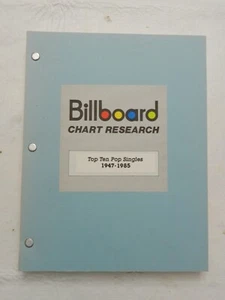 Billboard
CHART RESEARCH
Top Ten Pop Singles
1947-1985